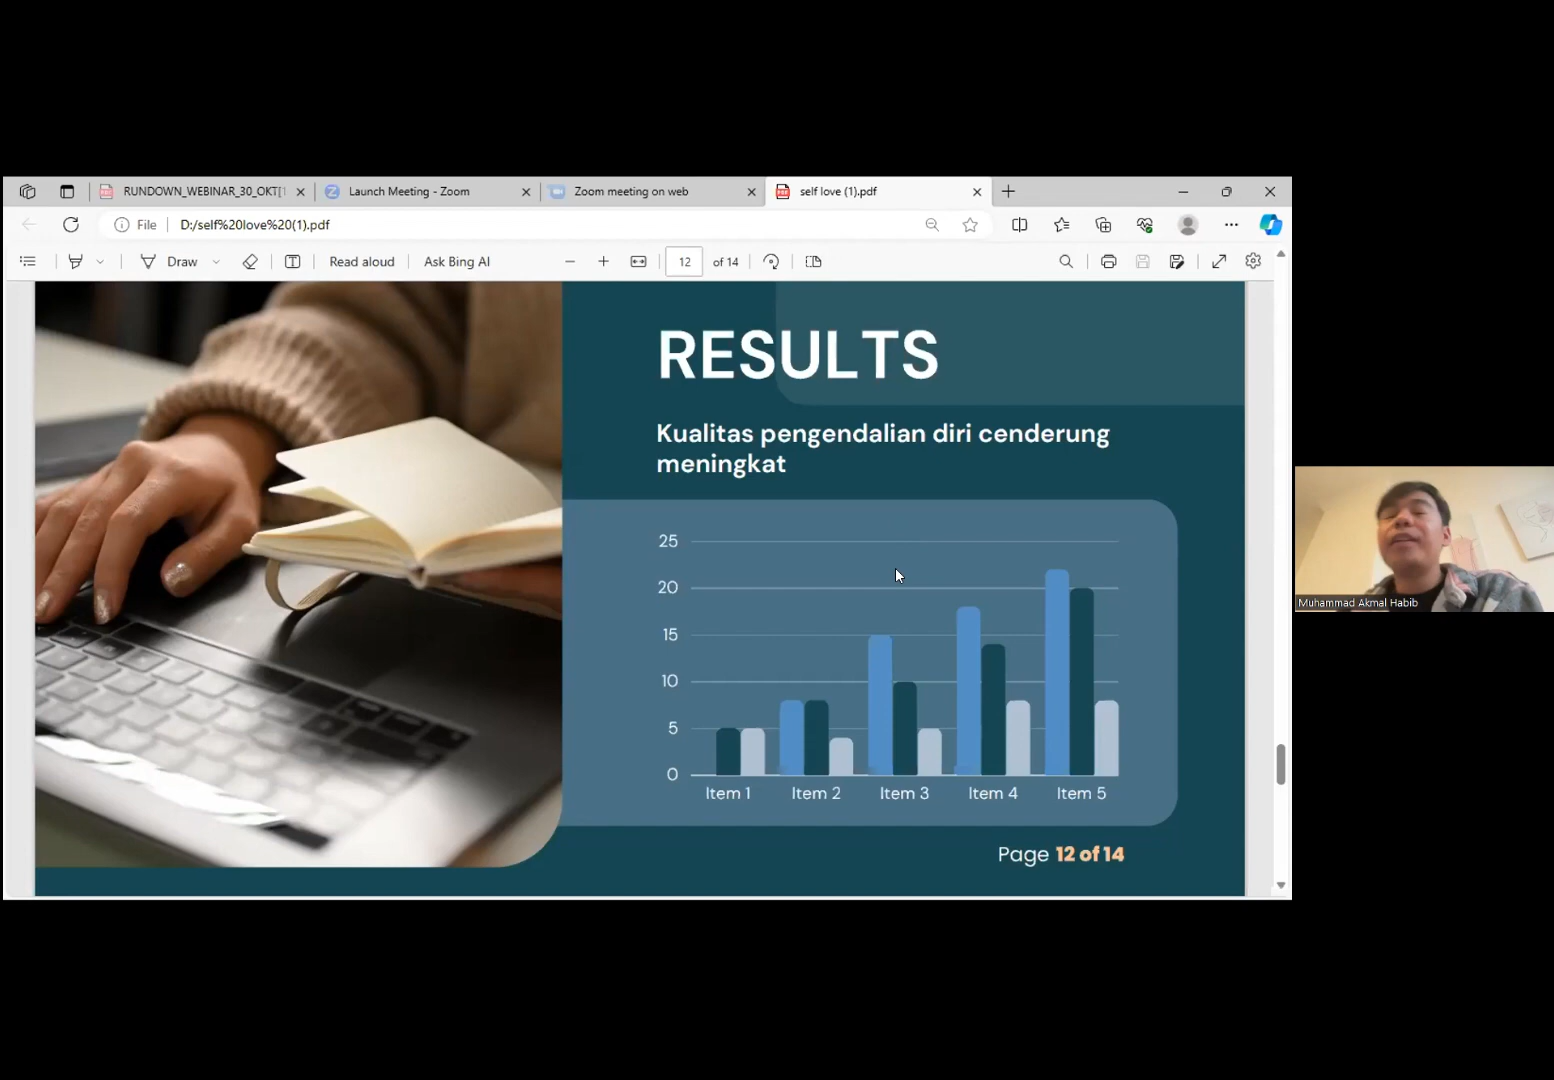 RUNDOWN_WEBINAR_30_OKT[1
Launch Meeting - Zoom
Zoom meeting on web
self love (1).pdf
File
D:/self%20love%20(1).pdf
Draw
Read aloud
Ask Bing AI
12
of 14
RESULTS
Kualitas pengendalian diri cenderung
meningkat
25
20
15
10
5
0
Item 1
Item 2
Item 3
Item 4
Item 5
Page 12 of 14
Muhammad Akmal Habib